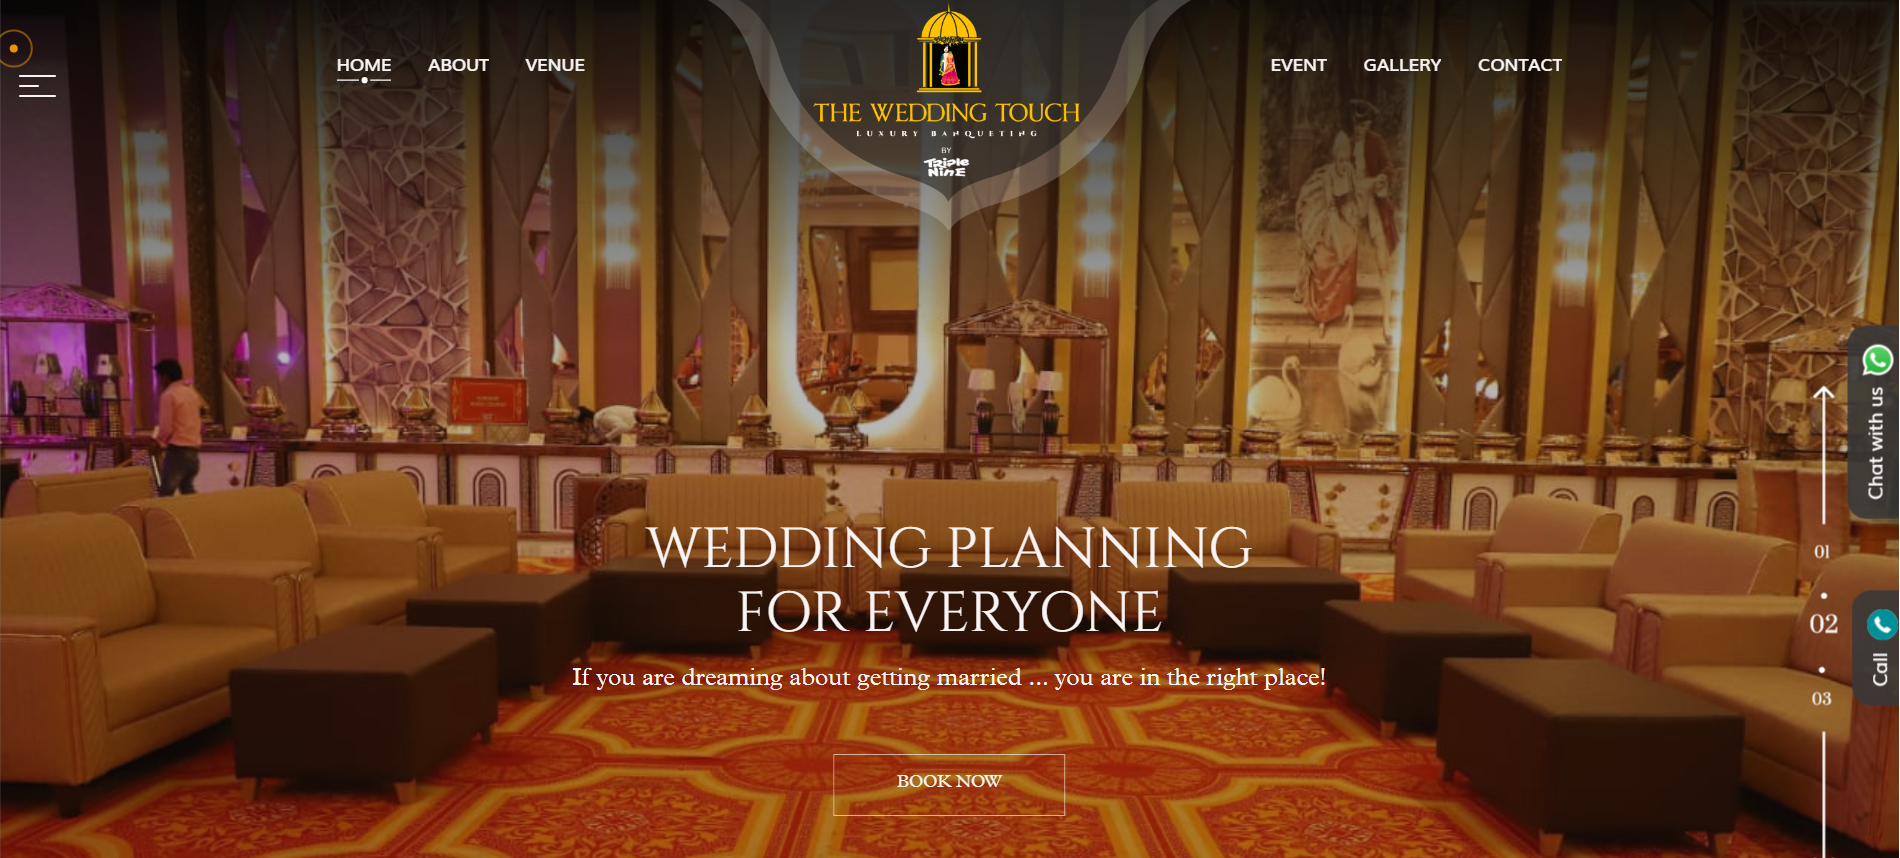 HOME
ABOUT
VENUE
THE WEDDING TOUCH
LUXURY BANQUETING
BY
TRIPLE
NINE
EVENT
GALLERY
CONTACT
Chat with us
01
02
03
Call
WEDDING PLANNING
FOR EVERYONE
If you are dreaming about getting married ... you are in the right place!
BOOK NOW